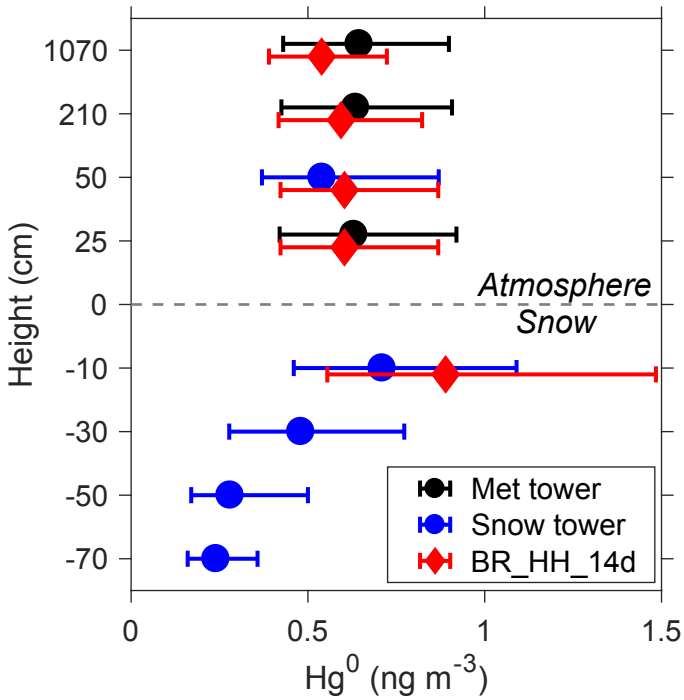 1070
210
50
25
0
-10
-30
-50
-70
Height (cm)
Atmosphere
Snow
Met tower
Snow tower
BR_HH_14d
0 0.5 1 1.5
Hg⁰ (ng m⁻³)